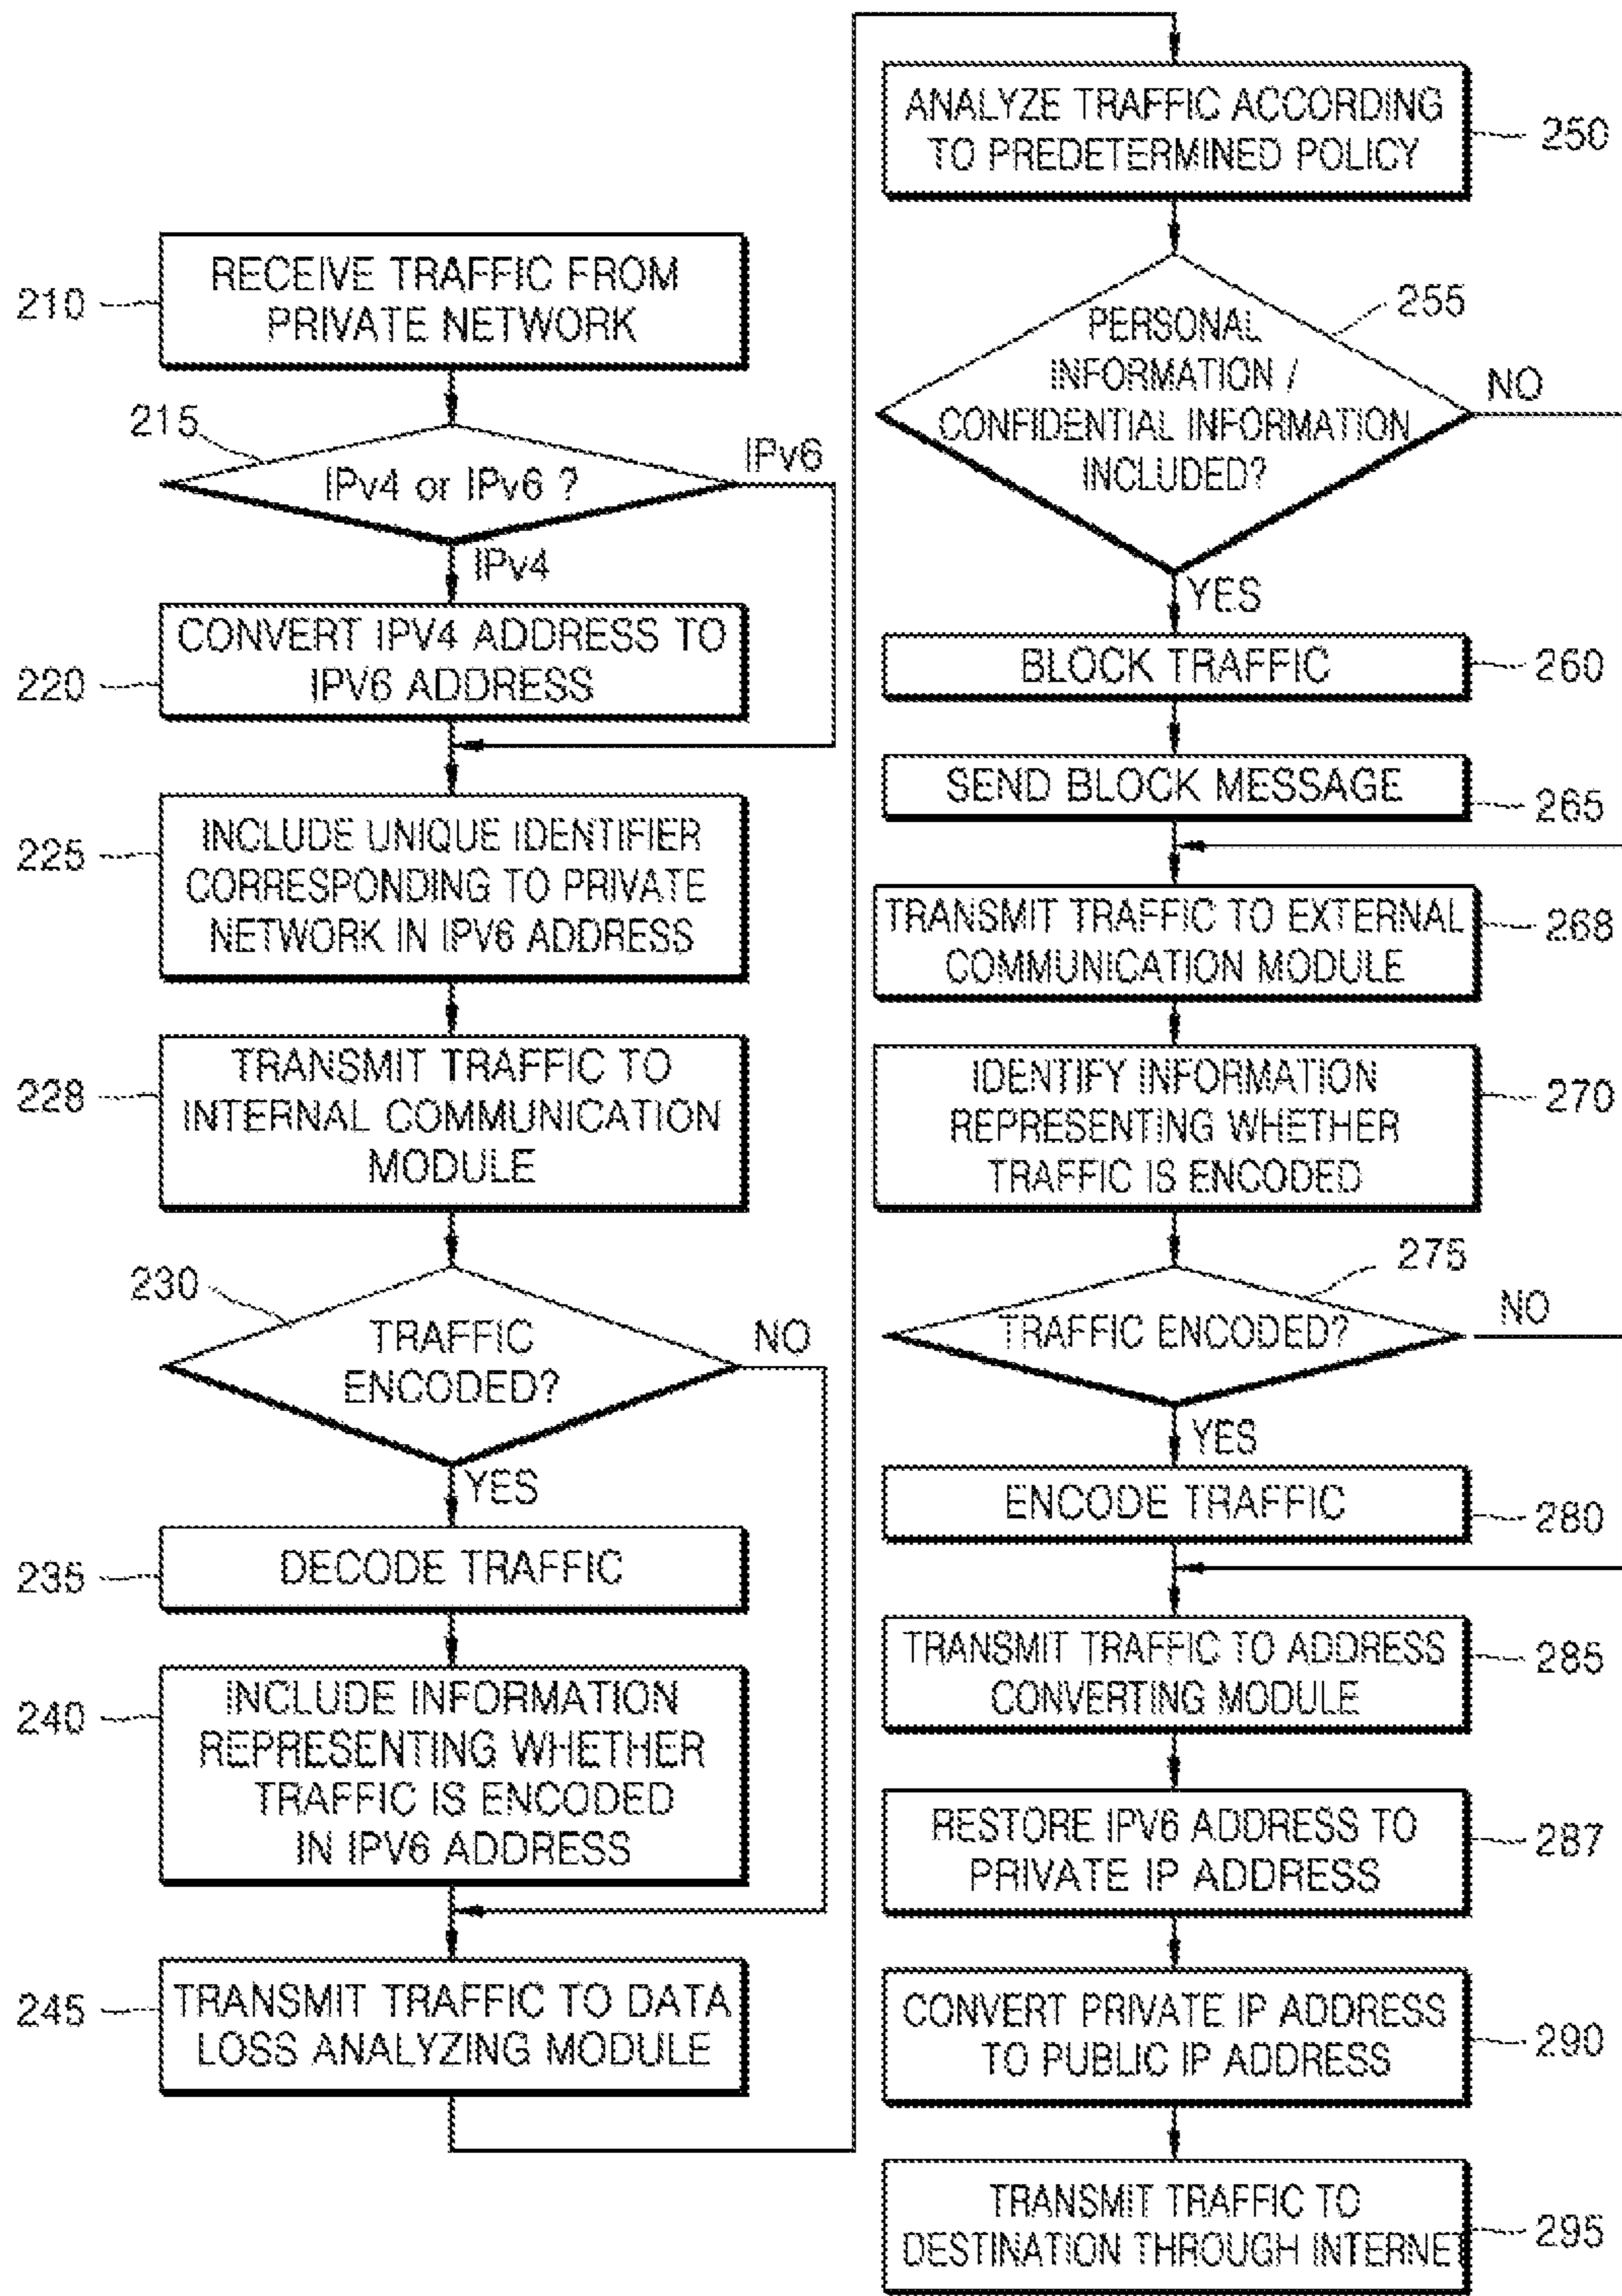 210
RECEIVE TRAFFIC FROM
PRIVATE NETWORK
215
IPv4 or IPv6 ?
IPv6
IPv4
220
CONVERT IPV4 ADDRESS TO
IPV6 ADDRESS
225
INCLUDE UNIQUE IDENTIFIER
CORRESPONDING TO PRIVATE
NETWORK IN IPV6 ADDRESS
228
TRANSMIT TRAFFIC TO
INTERNAL COMMUNICATION
MODULE
230
TRAFFIC
ENCODED?
NO
YES
235
DECODE TRAFFIC
240
INCLUDE INFORMATION
REPRESENTING WHETHER
TRAFFIC IS ENCODED
IN IPV6 ADDRESS
245
TRANSMIT TRAFFIC TO DATA
LOSS ANALYZING MODULE
ANALYZE TRAFFIC ACCORDING
TO PREDETERMINED POLICY
250
255
PERSONAL
INFORMATION /
CONFIDENTIAL INFORMATION
INCLUDED?
NO
YES
BLOCK TRAFFIC
260
SEND BLOCK MESSAGE
265
TRANSMIT TRAFFIC TO EXTERNAL
COMMUNICATION MODULE
268
IDENTIFY INFORMATION
REPRESENTING WHETHER
TRAFFIC IS ENCODED
270
275
TRAFFIC ENCODED?
NO
YES
ENCODE TRAFFIC
280
TRANSMIT TRAFFIC TO ADDRESS
CONVERTING MODULE
285
RESTORE IPV6 ADDRESS TO
PRIVATE IP ADDRESS
287
CONVERT PRIVATE IP ADDRESS
TO PUBLIC IP ADDRESS
290
TRANSMIT TRAFFIC TO
DESTINATION THROUGH INTERNET
295